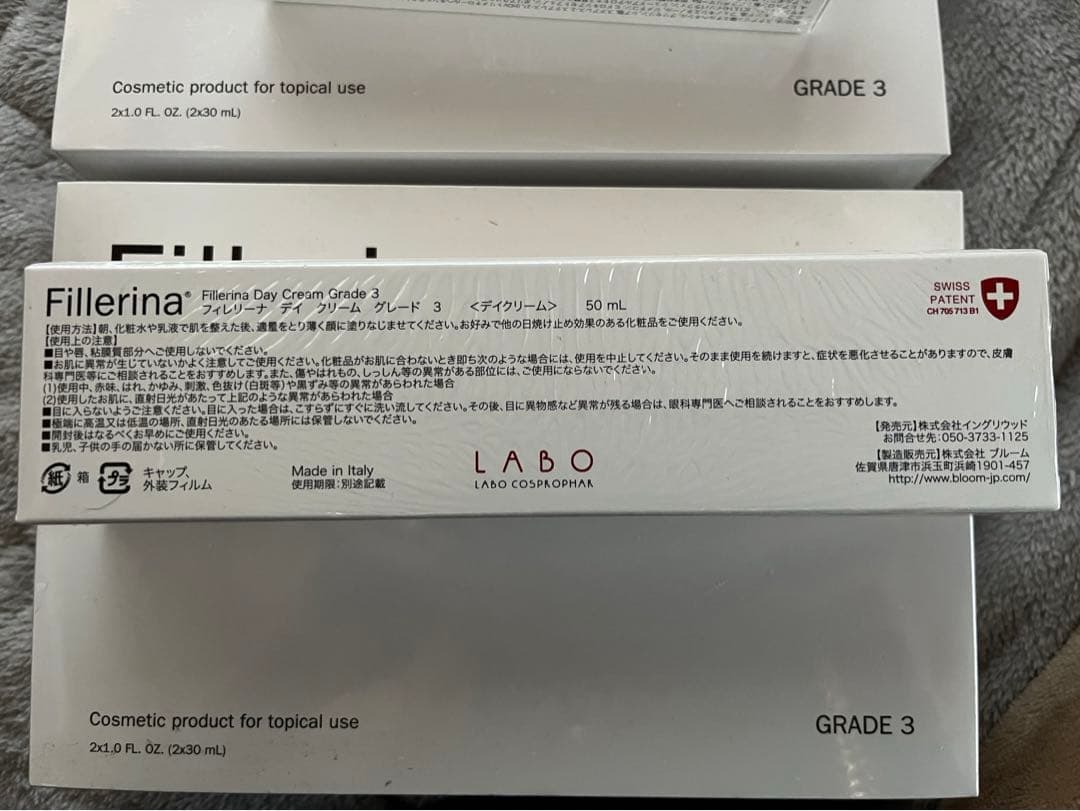 Cosmetic product for topical use
GRADE 3
2x1.0 FL. OZ. (2x30 mL)
Fillerina® Fillerina Day Cream Grade 3
フィレリーナ デイ クリーム グレード 3 <デイクリーム> 50 mL
SWISS
PATENT
CH 705 713 B1
【使用方法】朝、化粧水や乳液で肌を整えた後、適量をとり薄く顔に塗りなじませてください。お好みで他の日焼け止め効果のある化粧品をご使用ください。
【使用上の注意】
■目や唇、粘膜質部分へご使用しないでください。
■お肌に異常が生じていないかよく注意してご使用ください。化粧品がお肌に合わないとき即ち次のような場合には、使用を中止してください。そのまま使用を続けますと、症状を悪化させることがありますので、皮膚
科専門医等にご相談されることをおすすめします。また、傷やはれもの、しっしん等の異常がある部位には、ご使用にならないでください。
(1)使用中、赤味、はれ、かゆみ、刺激、色抜け(白斑等)や黒ずみ等の異常があらわれた場合
(2)使用したお肌に、直射日光があたって上記のような異常があらわれた場合
■目に入らないようご注意ください。目に入った場合は、こすらずにすぐに洗い流してください。その後、目に異物感など異常が残る場合は、眼科専門医へご相談されることをおすすめします。
■極端に高温又は低温の場所、直射日光のあたる場所には保管しないでください。
■開封後はなるべくお早めにご使用ください。
■乳児、子供の手の届かない所に保管してください。
【発売元】株式会社イングリウッド
お問合せ先:050-3733-1125
【製造販売元】株式会社 ブルーム
佐賀県唐津市浜玉町浜崎1901-457
http://www.bloom-jp.com/
紙 箱 プラ キャップ、
外装フィルム
Made in Italy
使用期限:別途記載
LABO
LABO COSPROPHAR
Cosmetic product for topical use
GRADE 3
2x1.0 FL. OZ. (2x30 mL)